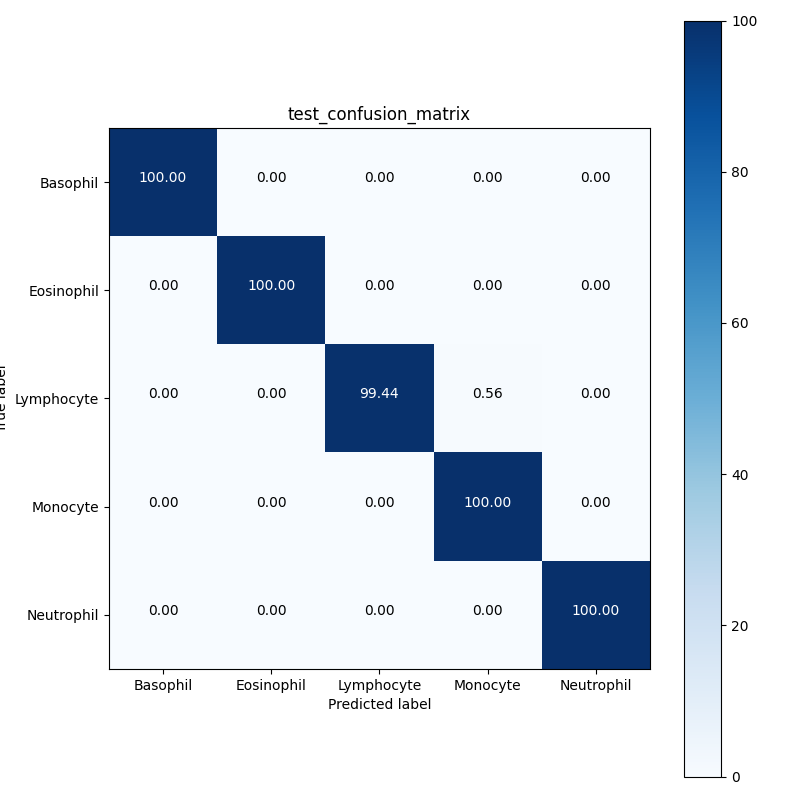 test_confusion_matrix
Basophil 100.00 0.00 0.00 0.00 0.00
Eosinophil 0.00 100.00 0.00 0.00 0.00
Lymphocyte 0.00 0.00 99.44 0.56 0.00
Monocyte 0.00 0.00 0.00 100.00 0.00
Neutrophil 0.00 0.00 0.00 0.00 100.00
Basophil Eosinophil Lymphocyte Monocyte Neutrophil
Predicted label
True label
100
80
60
40
20
0